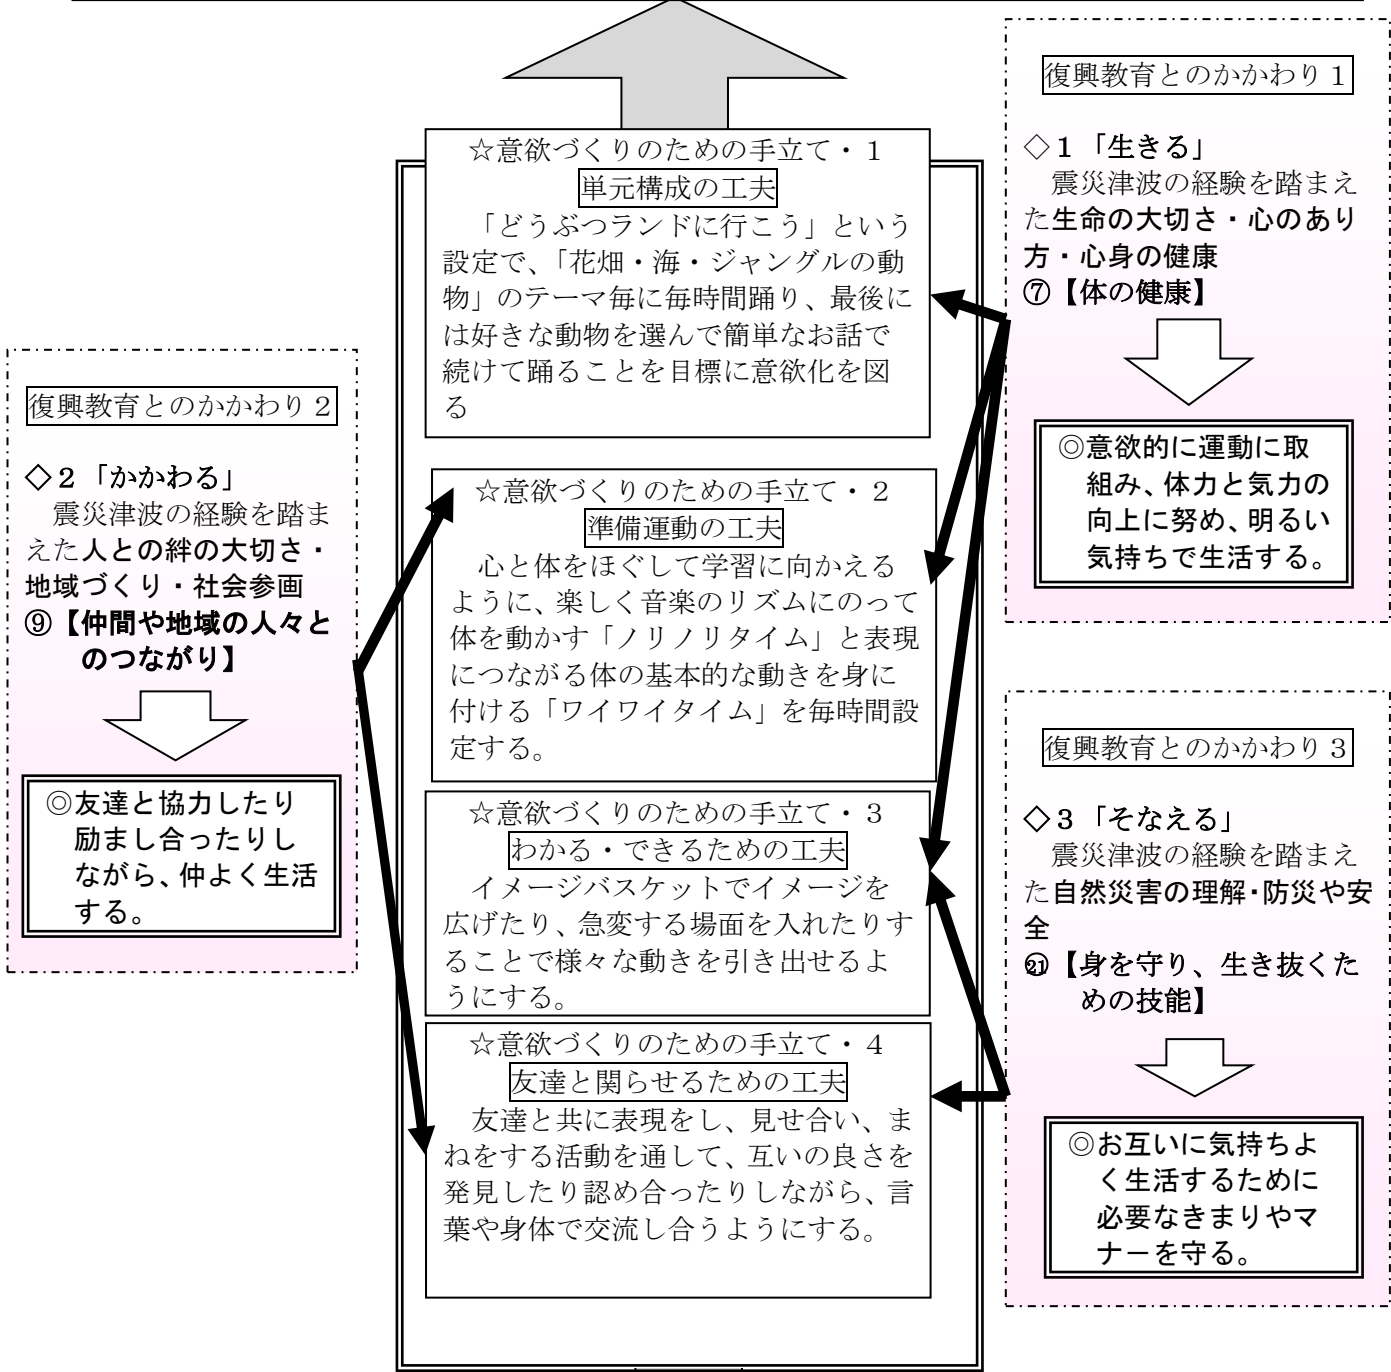 復興教育とのかかわり1
◇1「生きる」
震災津波の経験を踏まえ
た生命の大切さ・心のあり
方・心身の健康
⑦【体の健康】
◎意欲的に運動に取
組み、体力と気力の
向上に努め、明るい
気持ちで生活する。
☆意欲づくりのための手立て・1
単元構成の工夫
「どうぶつランドに行こう」という
設定で、「花畑・海・ジャングルの動
物」のテーマ毎に毎時間踊り、最後に
は好きな動物を選んで簡単なお話で
続けて踊ることを目標に意欲化を図
る
☆意欲づくりのための手立て・2
準備運動の工夫
心と体をほぐして学習に向かえる
ように、楽しく音楽のリズムにのって
体を動かす「ノリノリタイム」と表現
につながる体の基本的な動きを身に
付ける「ワイワイタイム」を毎時間設
定する。
☆意欲づくりのための手立て・3
わかる・できるための工夫
イメージバスケットでイメージを
広げたり、急変する場面を入れたりす
ることで様々な動きを引き出せるよ
うにする。
☆意欲づくりのための手立て・4
友達と関らせるための工夫
友達と共に表現をし、見せ合い、ま
ねをする活動を通して、互いの良さを
発見したり認め合ったりしながら、言
葉や身体で交流し合うようにする。
復興教育とのかかわり2
◇2「かかわる」
震災津波の経験を踏ま
えた人との絆の大切さ・
地域づくり・社会参画
⑨【仲間や地域の人々と
のつながり】
◎友達と協力したり
励まし合ったりし
ながら、仲よく生活
する。
復興教育とのかかわり3
◇3「そなえる」
震災津波の経験を踏まえ
た自然災害の理解・防災や安
全
㉑【身を守り、生き抜くた
めの技能】
◎お互いに気持ちよ
く生活するために
必要なきまりやマ
ナーを守る。